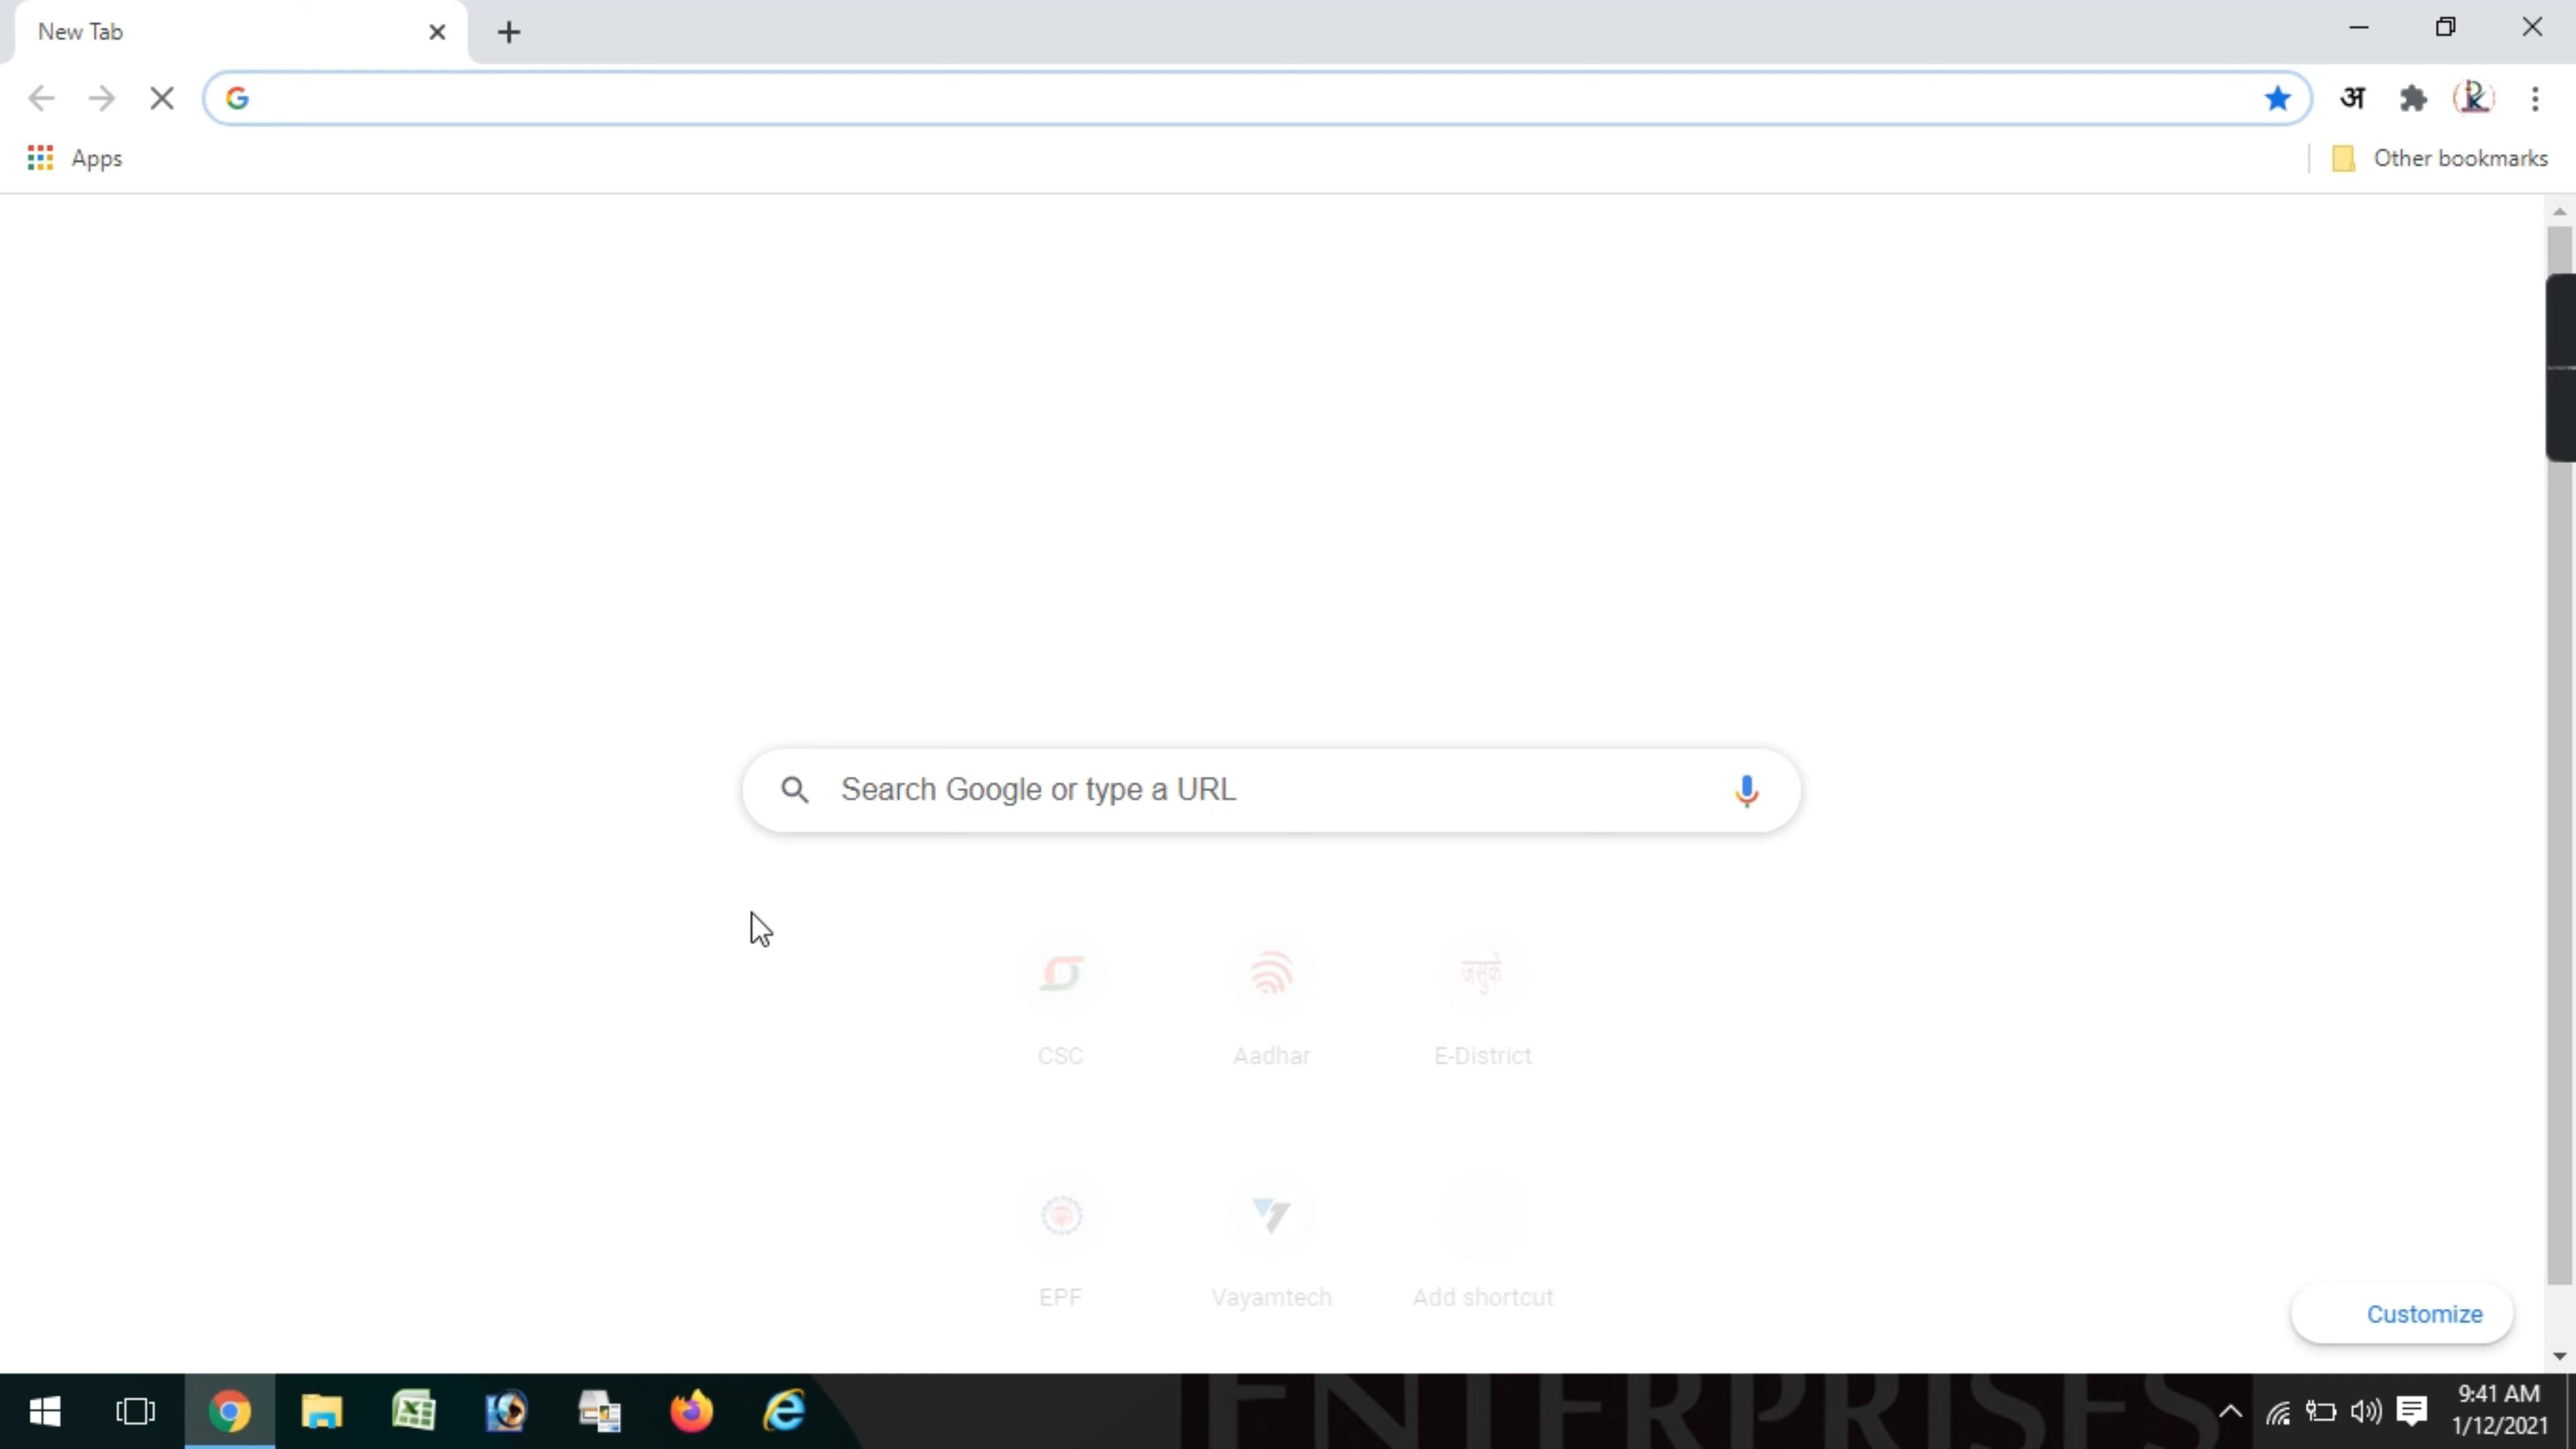 New Tab
अ
Apps
Other bookmarks
Search Google or type a URL
जसुके
CSC
Aadhar
E-District
EPF
Vayamtech
Add shortcut
Customize
ENTERPRISES
9:41 AM
1/12/2021